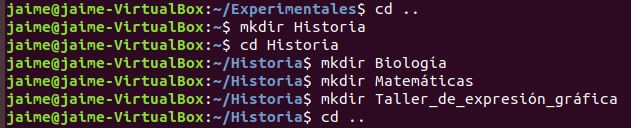 jaime@jaime-VirtualBox:~/Experimentales$ cd ..
jaime@jaime-VirtualBox:~$ mkdir Historia
jaime@jaime-VirtualBox:~$ cd Historia
jaime@jaime-VirtualBox:~/Historia$ mkdir Biología
jaime@jaime-VirtualBox:~/Historia$ mkdir Matemáticas
jaime@jaime-VirtualBox:~/Historia$ mkdir Taller_de_expresión_gráfica
jaime@jaime-VirtualBox:~/Historia$ cd ..